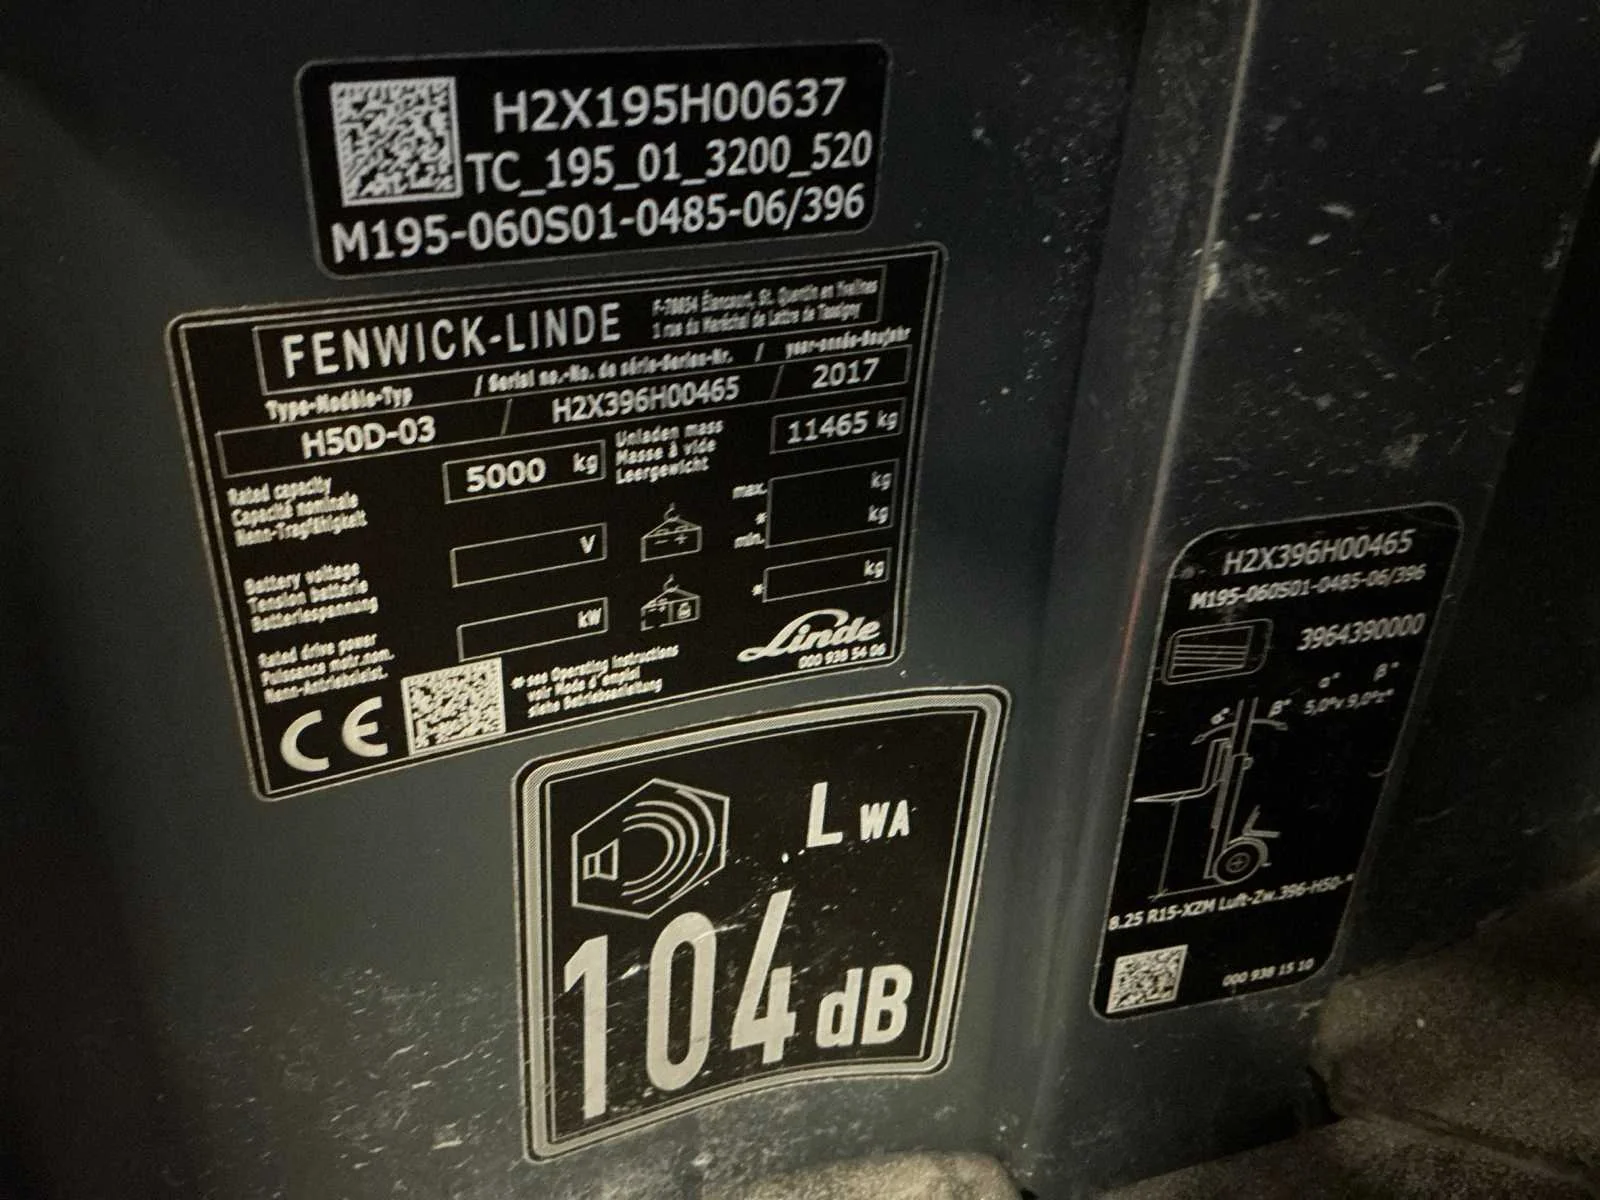 H2X195H00637
TC_195_01_3200_520
M195-060S01-0485-06/396
FENWICK-LINDE
F-78854 Élancourt, St. Quentin en Yvelines
1 rue du Maréchal de Lattre de Tassigny
Type-Modèle-Typ / Serial no.-No. de série-Serien-Nr. / year-année-Baujahr
H50D-03 / H2X396H00465 / 2017
Rated capacity
Capacité nominale
Nenn-Tragfähigkeit
5000 kg
Unladen mass
Masse à vide
Leergewicht
11465 kg
Battery voltage
Tension batterie
Batteriespannung
V
max. kg
* kg
min.
Rated drive power
Puissance motr.nom.
Nenn-Antriebsleist.
kW
* kg
CE
* see Operating Instructions
voir Mode d'emploi
siehe Betriebsanleitung
Linde
000 938 54 06
LWA
104 dB
H2X396H00465
M195-060S01-0485-06/396
3964390000
α° β°
α° β° 5,0°v 9,0°z*
8.25 R15-XZM Luft-Zw.396-H50-*
000 938 15 10